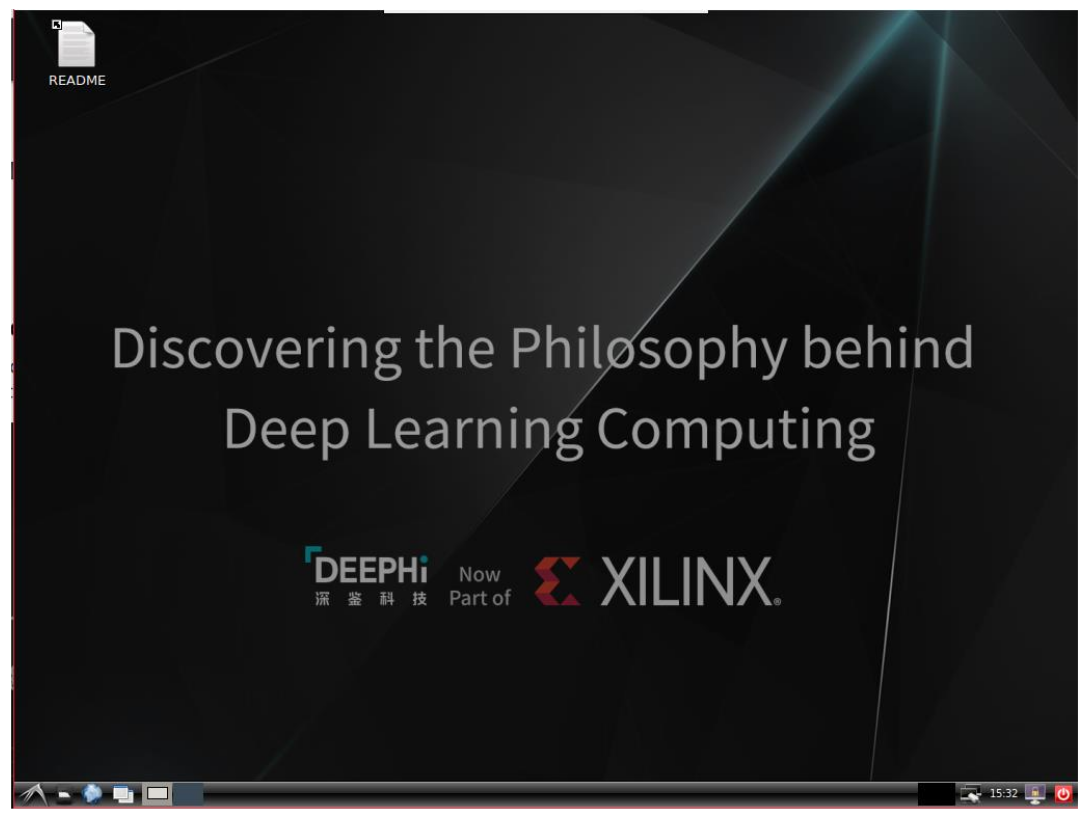 README
Discovering the Philosophy behind
Deep Learning Computing
DEEPHi
深鉴科技
Now
Part of
XILINX®
15:32